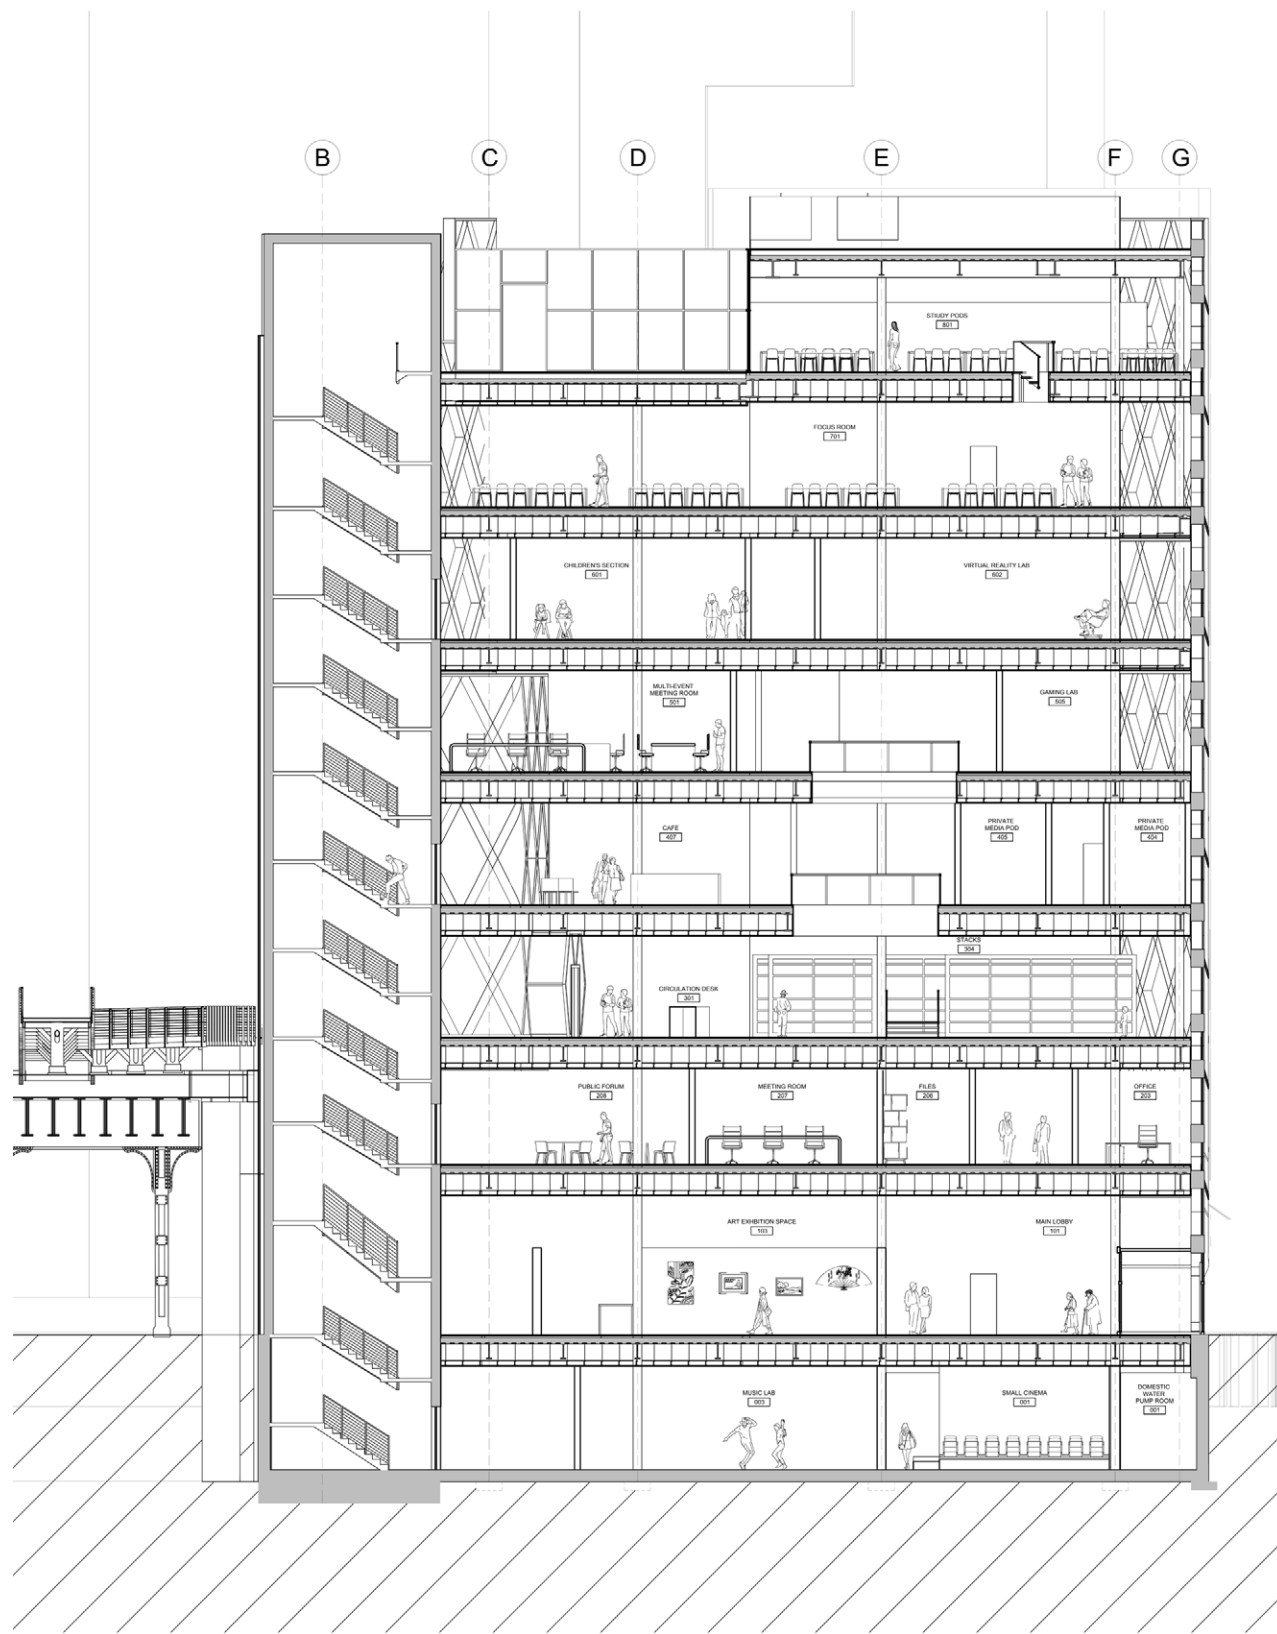 B C D E F G
STIUDY PODS
801
FOCUS ROOM
701
CHILDREN'S SECTION
601
VIRTUAL REALITY LAB
602
MULTI-EVENT
MEETING ROOM
501
GAMING LAB
505
CAFE
407
PRIVATE
MEDIA POD
405
PRIVATE
MEDIA POD
404
STACKS
304
CIRCULATION DESK
301
PUBLIC FORUM
208
MEETING ROOM
207
FILES
206
OFFICE
203
ART EXHBITION SPACE
103
MAIN LOBBY
101
MUSIC LAB
003
SMALL CINEMA
001
DOMESTIC
WATER
PUMP ROOM
001